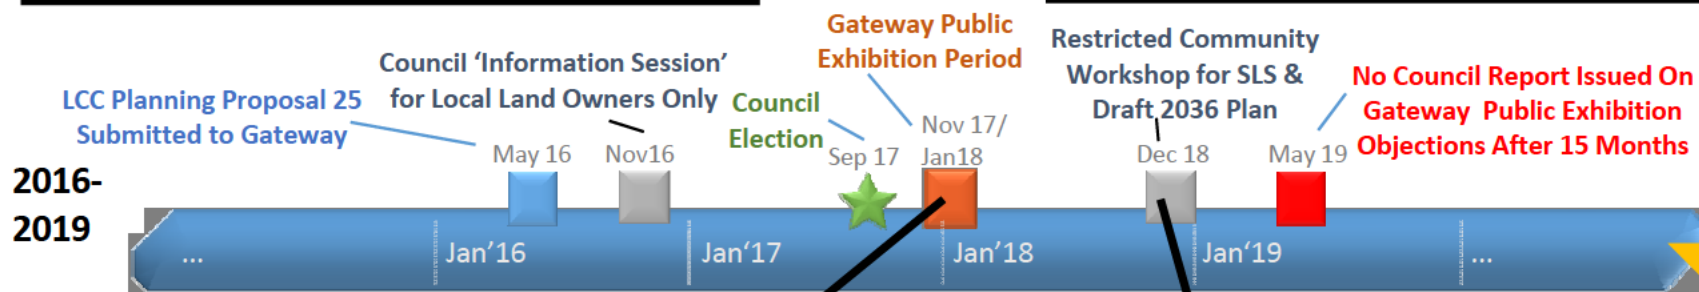 Gateway Public
Exhibition Period
Restricted Community
Workshop for SLS &
Draft 2036 Plan
Council ‘Information Session’
for Local Land Owners Only
No Council Report Issued On
Gateway Public Exhibition
Objections After 15 Months
LCC Planning Proposal 25
Submitted to Gateway
Council
Election
May 16
Nov16
Sep 17
Nov 17/
Jan18
Dec 18
May 19
2016-
2019
...
Jan’16
Jan’17
Jan’18
Jan‘19
...